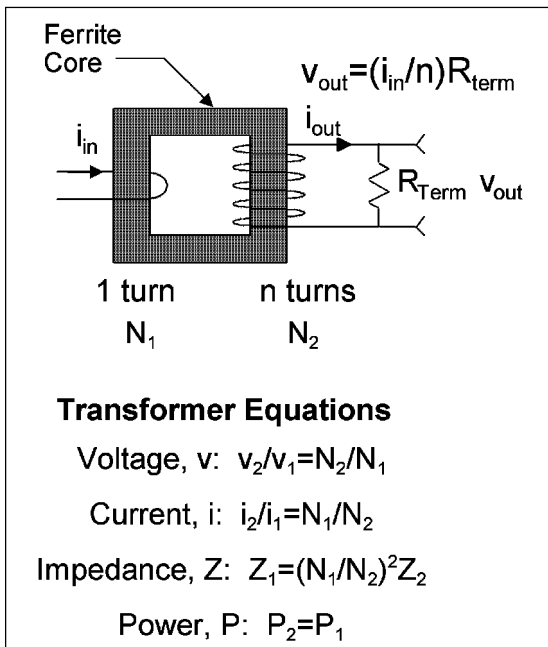 Ferrite
Core
v_out=(i_in/n)R_term
i_in
i_out
R_Term v_out
1 turn
n turns
N₁
N₂
Transformer Equations
Voltage, v: v₂/v₁=N₂/N₁
Current, i: i₂/i₁=N₁/N₂
Impedance, Z: Z₁=(N₁/N₂)²Z₂
Power, P: P₂=P₁